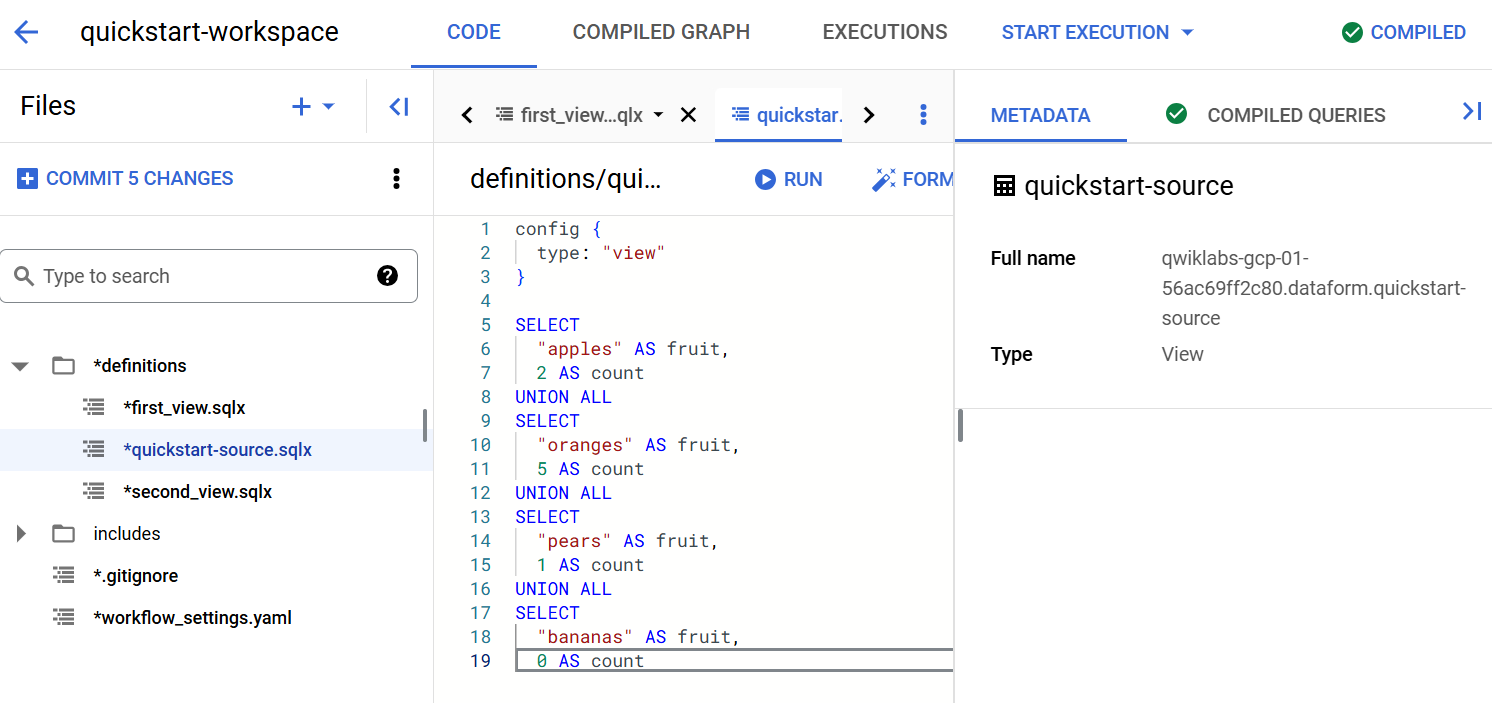 quickstart-workspace
CODE
COMPILED GRAPH
EXECUTIONS
START EXECUTION
COMPILED
Files
COMMIT 5 CHANGES
Type to search
*definitions
*first_view.sqlx
*quickstart-source.sqlx
*second_view.sqlx
includes
*.gitignore
*workflow_settings.yaml
first_view...qlx
quickstar.
definitions/qui...
RUN
FORM
1 config {
2   type: "view"
3 }
4
5 SELECT
6   "apples" AS fruit,
7   2 AS count
8 UNION ALL
9 SELECT
10   "oranges" AS fruit,
11   5 AS count
12 UNION ALL
13 SELECT
14   "pears" AS fruit,
15   1 AS count
16 UNION ALL
17 SELECT
18   "bananas" AS fruit,
19   0 AS count
METADATA
COMPILED QUERIES
quickstart-source
Full name
qwiklabs-gcp-01-
56ac69ff2c80.dataform.quickstart-
source
Type
View